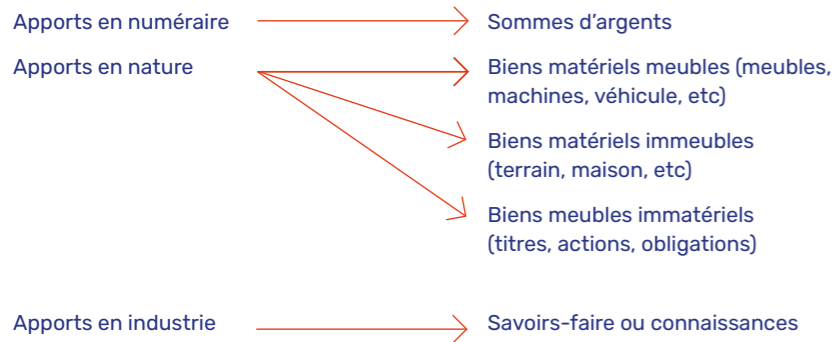 Apports en numéraire
Sommes d’argents
Apports en nature
Biens matériels meubles (meubles,
machines, véhicule, etc)
Biens matériels immeubles
(terrain, maison, etc)
Biens meubles immatériels
(titres, actions, obligations)
Apports en industrie
Savoirs-faire ou connaissances